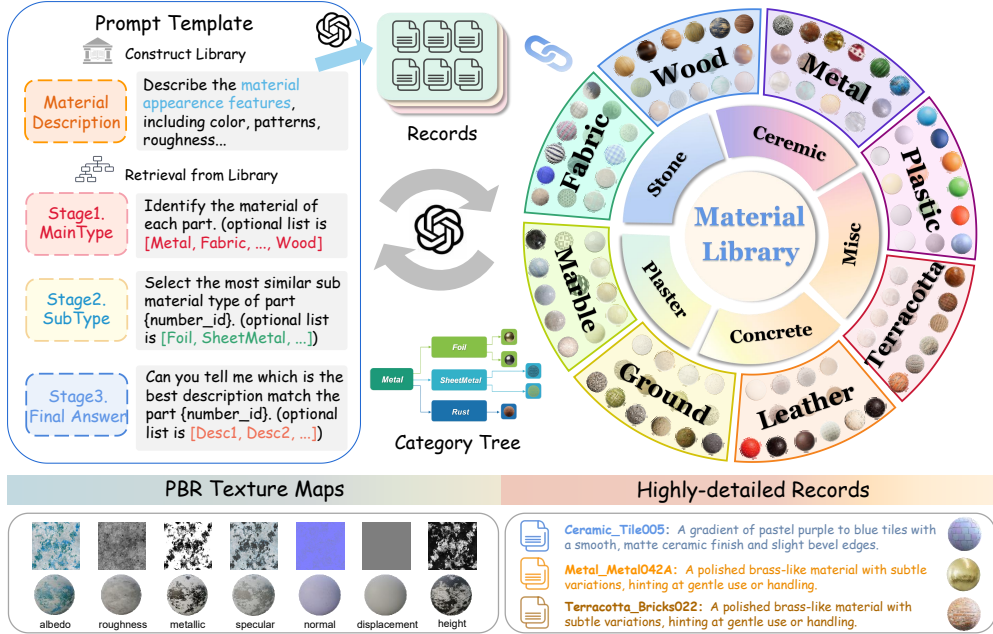 Prompt Template
Construct Library
Material
Description
Describe the material
appearence features,
including color, patterns,
roughness...
Retrieval from Library
Stage1.
MainType
Identify the material of
each part. (optional list is
[Metal, Fabric, ..., Wood]
Stage2.
SubType
Select the most similar sub
material type of part
{number_id}. (optional list
is [Foil, SheetMetal, ...])
Stage3.
Final Answer
Can you tell me which is the
best description match the
part {number_id}. (optional
list is [Desc1, Desc2, ...])
Records
Metal
Foil
SheetMetal
Rust
Category Tree
Wood
Metal
Plastic
Terracotta
Leather
Ground
Marble
Fabric
Stone
Ceremic
Misc
Concrete
Plaster
Material
Library
PBR Texture Maps
albedo
roughness
metallic
specular
normal
displacement
height
Highly-detailed Records
Ceramic_Tile005: A gradient of pastel purple to blue tiles with
a smooth, matte ceramic finish and slight bevel edges.
Metal_Metal042A: A polished brass-like material with subtle
variations, hinting at gentle use or handling.
Terracotta_Bricks022: A polished brass-like material with
subtle variations, hinting at gentle use or handling.